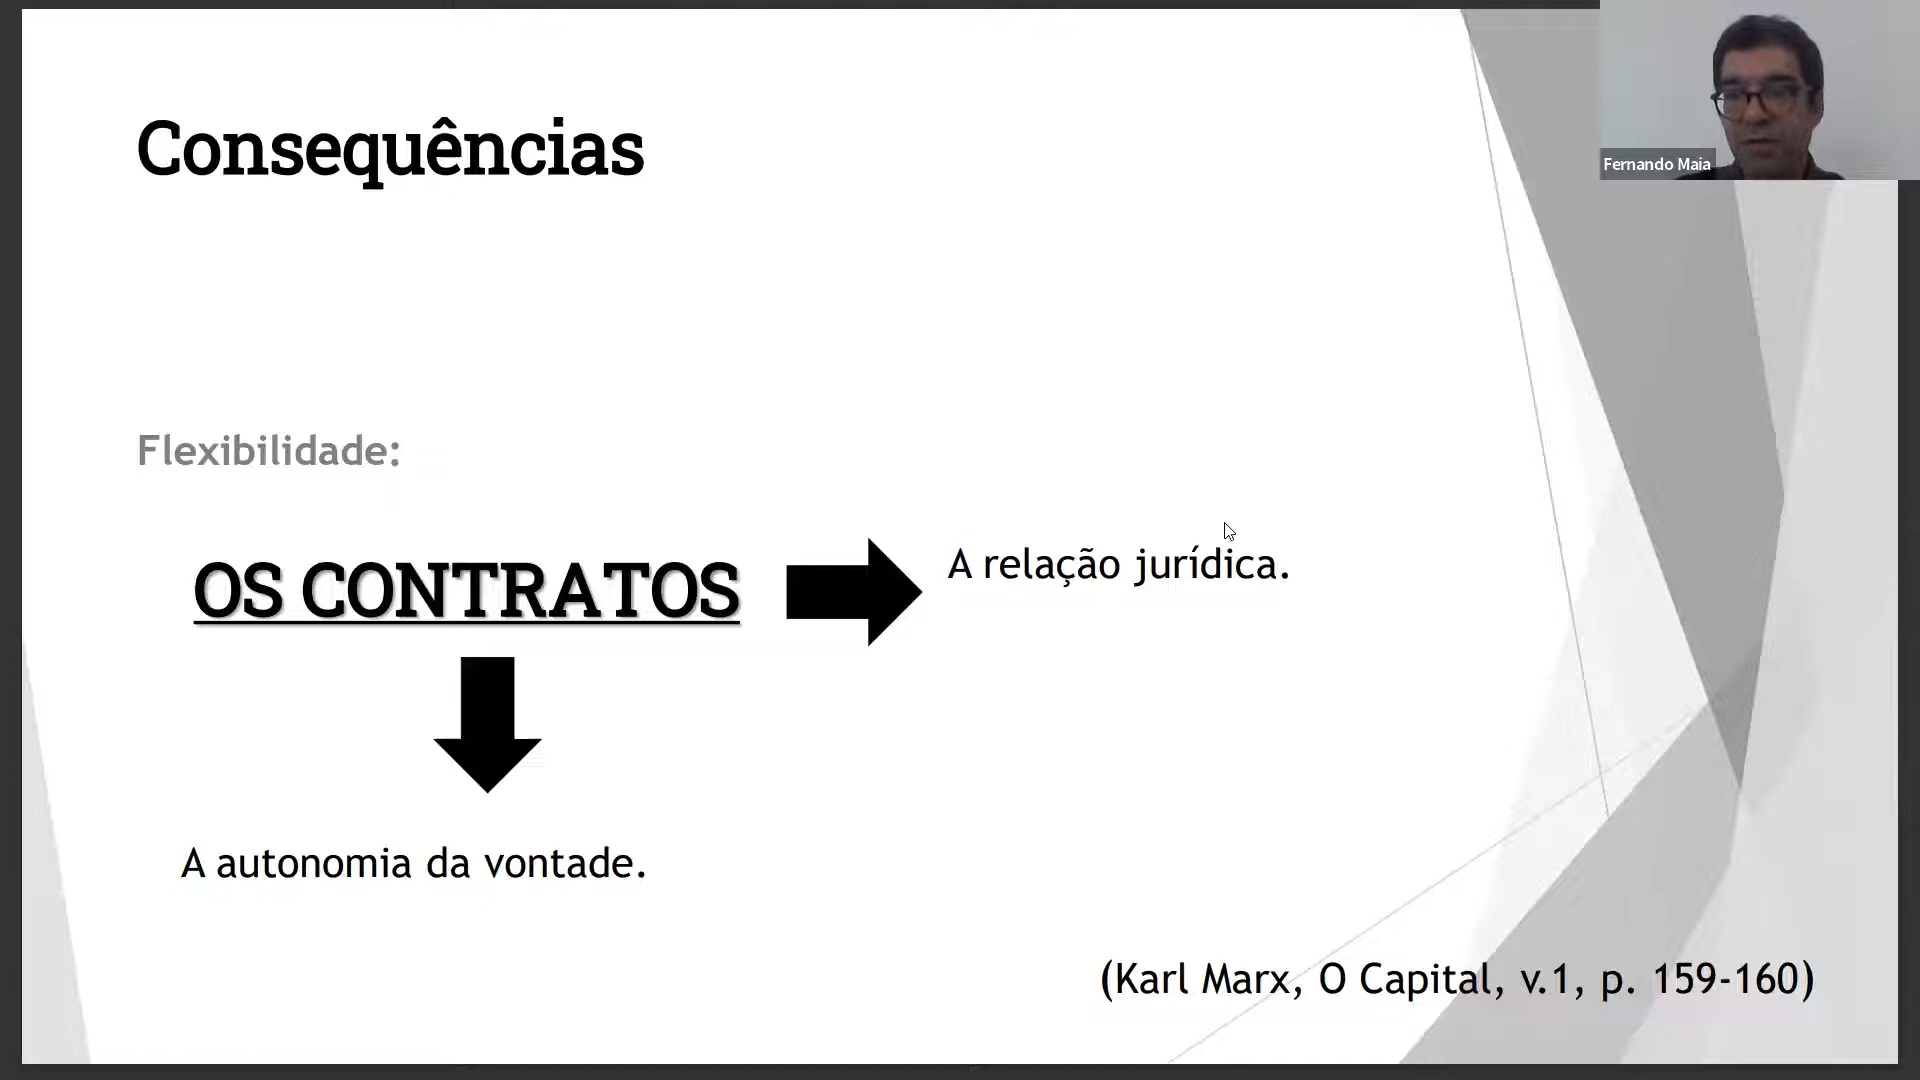 Consequências
Fernando Maia
Flexibilidade:
OS CONTRATOS
A relação jurídica.
A autonomia da vontade.
(Karl Marx, O Capital, v.1, p. 159-160)